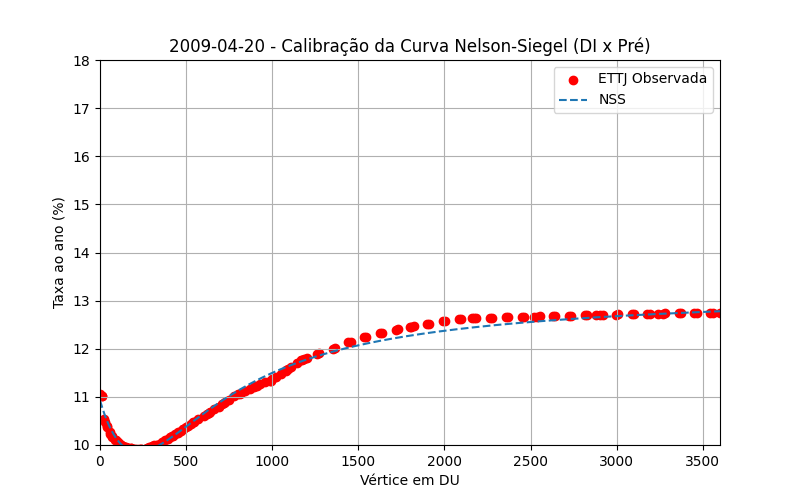 2009-04-20 - Calibração da Curva Nelson-Siegel (DI x Pré)
ETTJ Observada
NSS
Taxa ao ano (%)
18
17
16
15
14
13
12
11
10
0 500 1000 1500 2000 2500 3000 3500
Vértice em DU